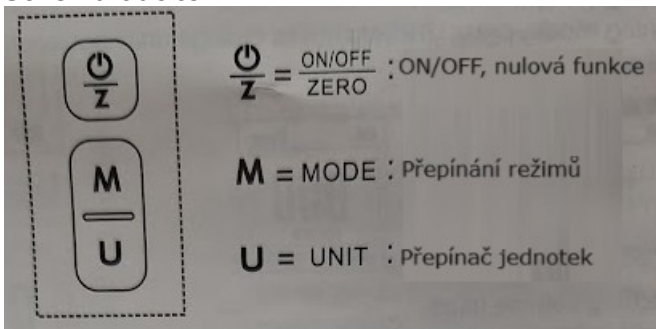 ⏻
Z
⏻/Z = ON/OFF/ZERO : ON/OFF, nulová funkce
M
M = MODE : Přepínání režimů
U
U = UNIT : Přepínač jednotek